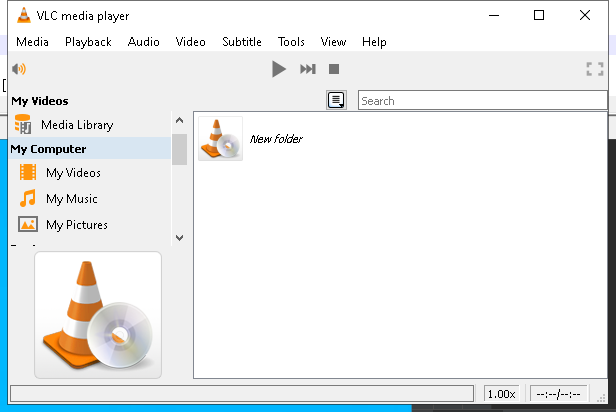 VLC media player
Media Playback Audio Video Subtitle Tools View Help
My Videos
Search
Media Library
My Computer
My Videos
My Music
My Pictures
New folder
1.00x
--:--/--:--